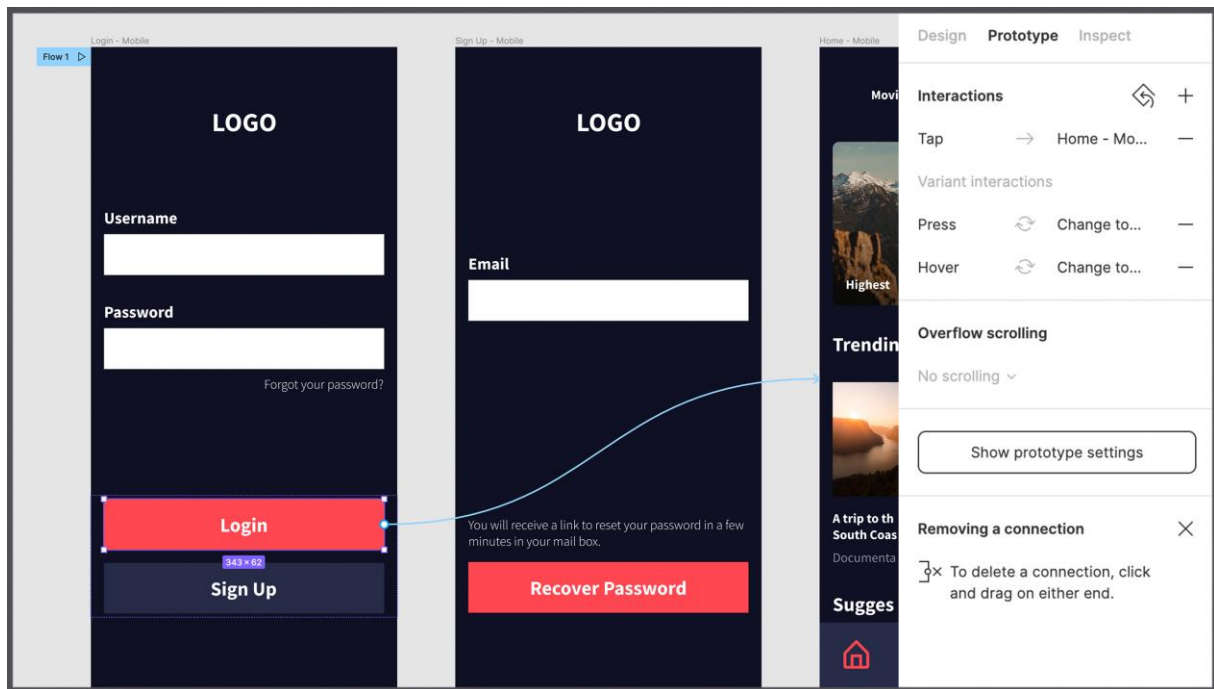 Login - Mobile
Flow 1
LOGO
Username
Password
Forgot your password?
Login
343 × 62
Sign Up
Sign Up - Mobile
LOGO
Email
You will receive a link to reset your password in a few
minutes in your mail box.
Recover Password
Home - Mobile
Movi
Highest
Trendin
A trip to th
South Coas
Documenta
Sugges
Design Prototype Inspect
Interactions
Tap Home - Mo...
Variant interactions
Press Change to...
Hover Change to...
Overflow scrolling
No scrolling
Show prototype settings
Removing a connection
To delete a connection, click
and drag on either end.